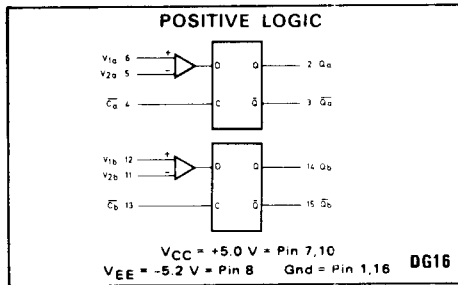 POSITIVE LOGIC
V1a 6 +
V2a 5 -
C̅a̅ 4
D Q
C Q̅
2 Qa
3 Q̅a̅
V1b 12 +
V2b 11 -
C̅b̅ 13
D Q
C Q̅
14 Qb
15 Q̅b
VCC = +5.0 V = Pin 7,10
VEE = -5.2 V = Pin 8 Gnd = Pin 1,16
DG16